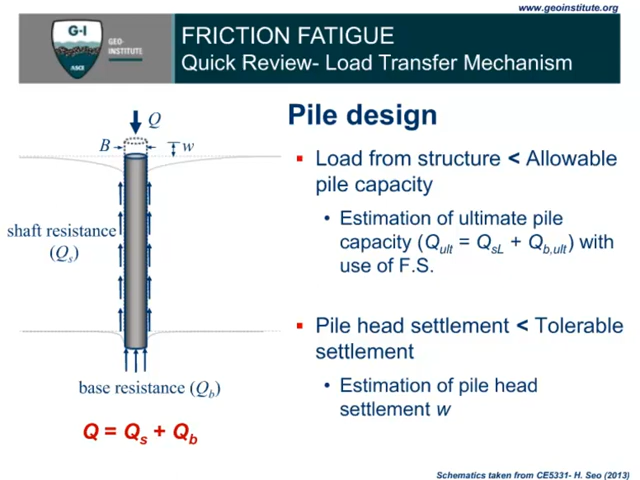 www.geoinstitute.org
G-I
GEO-
INSTITUTE
ASCE
FRICTION FATIGUE
Quick Review- Load Transfer Mechanism
Pile design
Q
B
w
shaft resistance
(Qs)
base resistance (Qb)
Q = Qs + Qb
▪ Load from structure < Allowable
pile capacity
• Estimation of ultimate pile
capacity (Qult = QsL + Qb,ult) with
use of F.S.
▪ Pile head settlement < Tolerable
settlement
• Estimation of pile head
settlement w
Schematics taken from CE5331- H. Seo (2013)